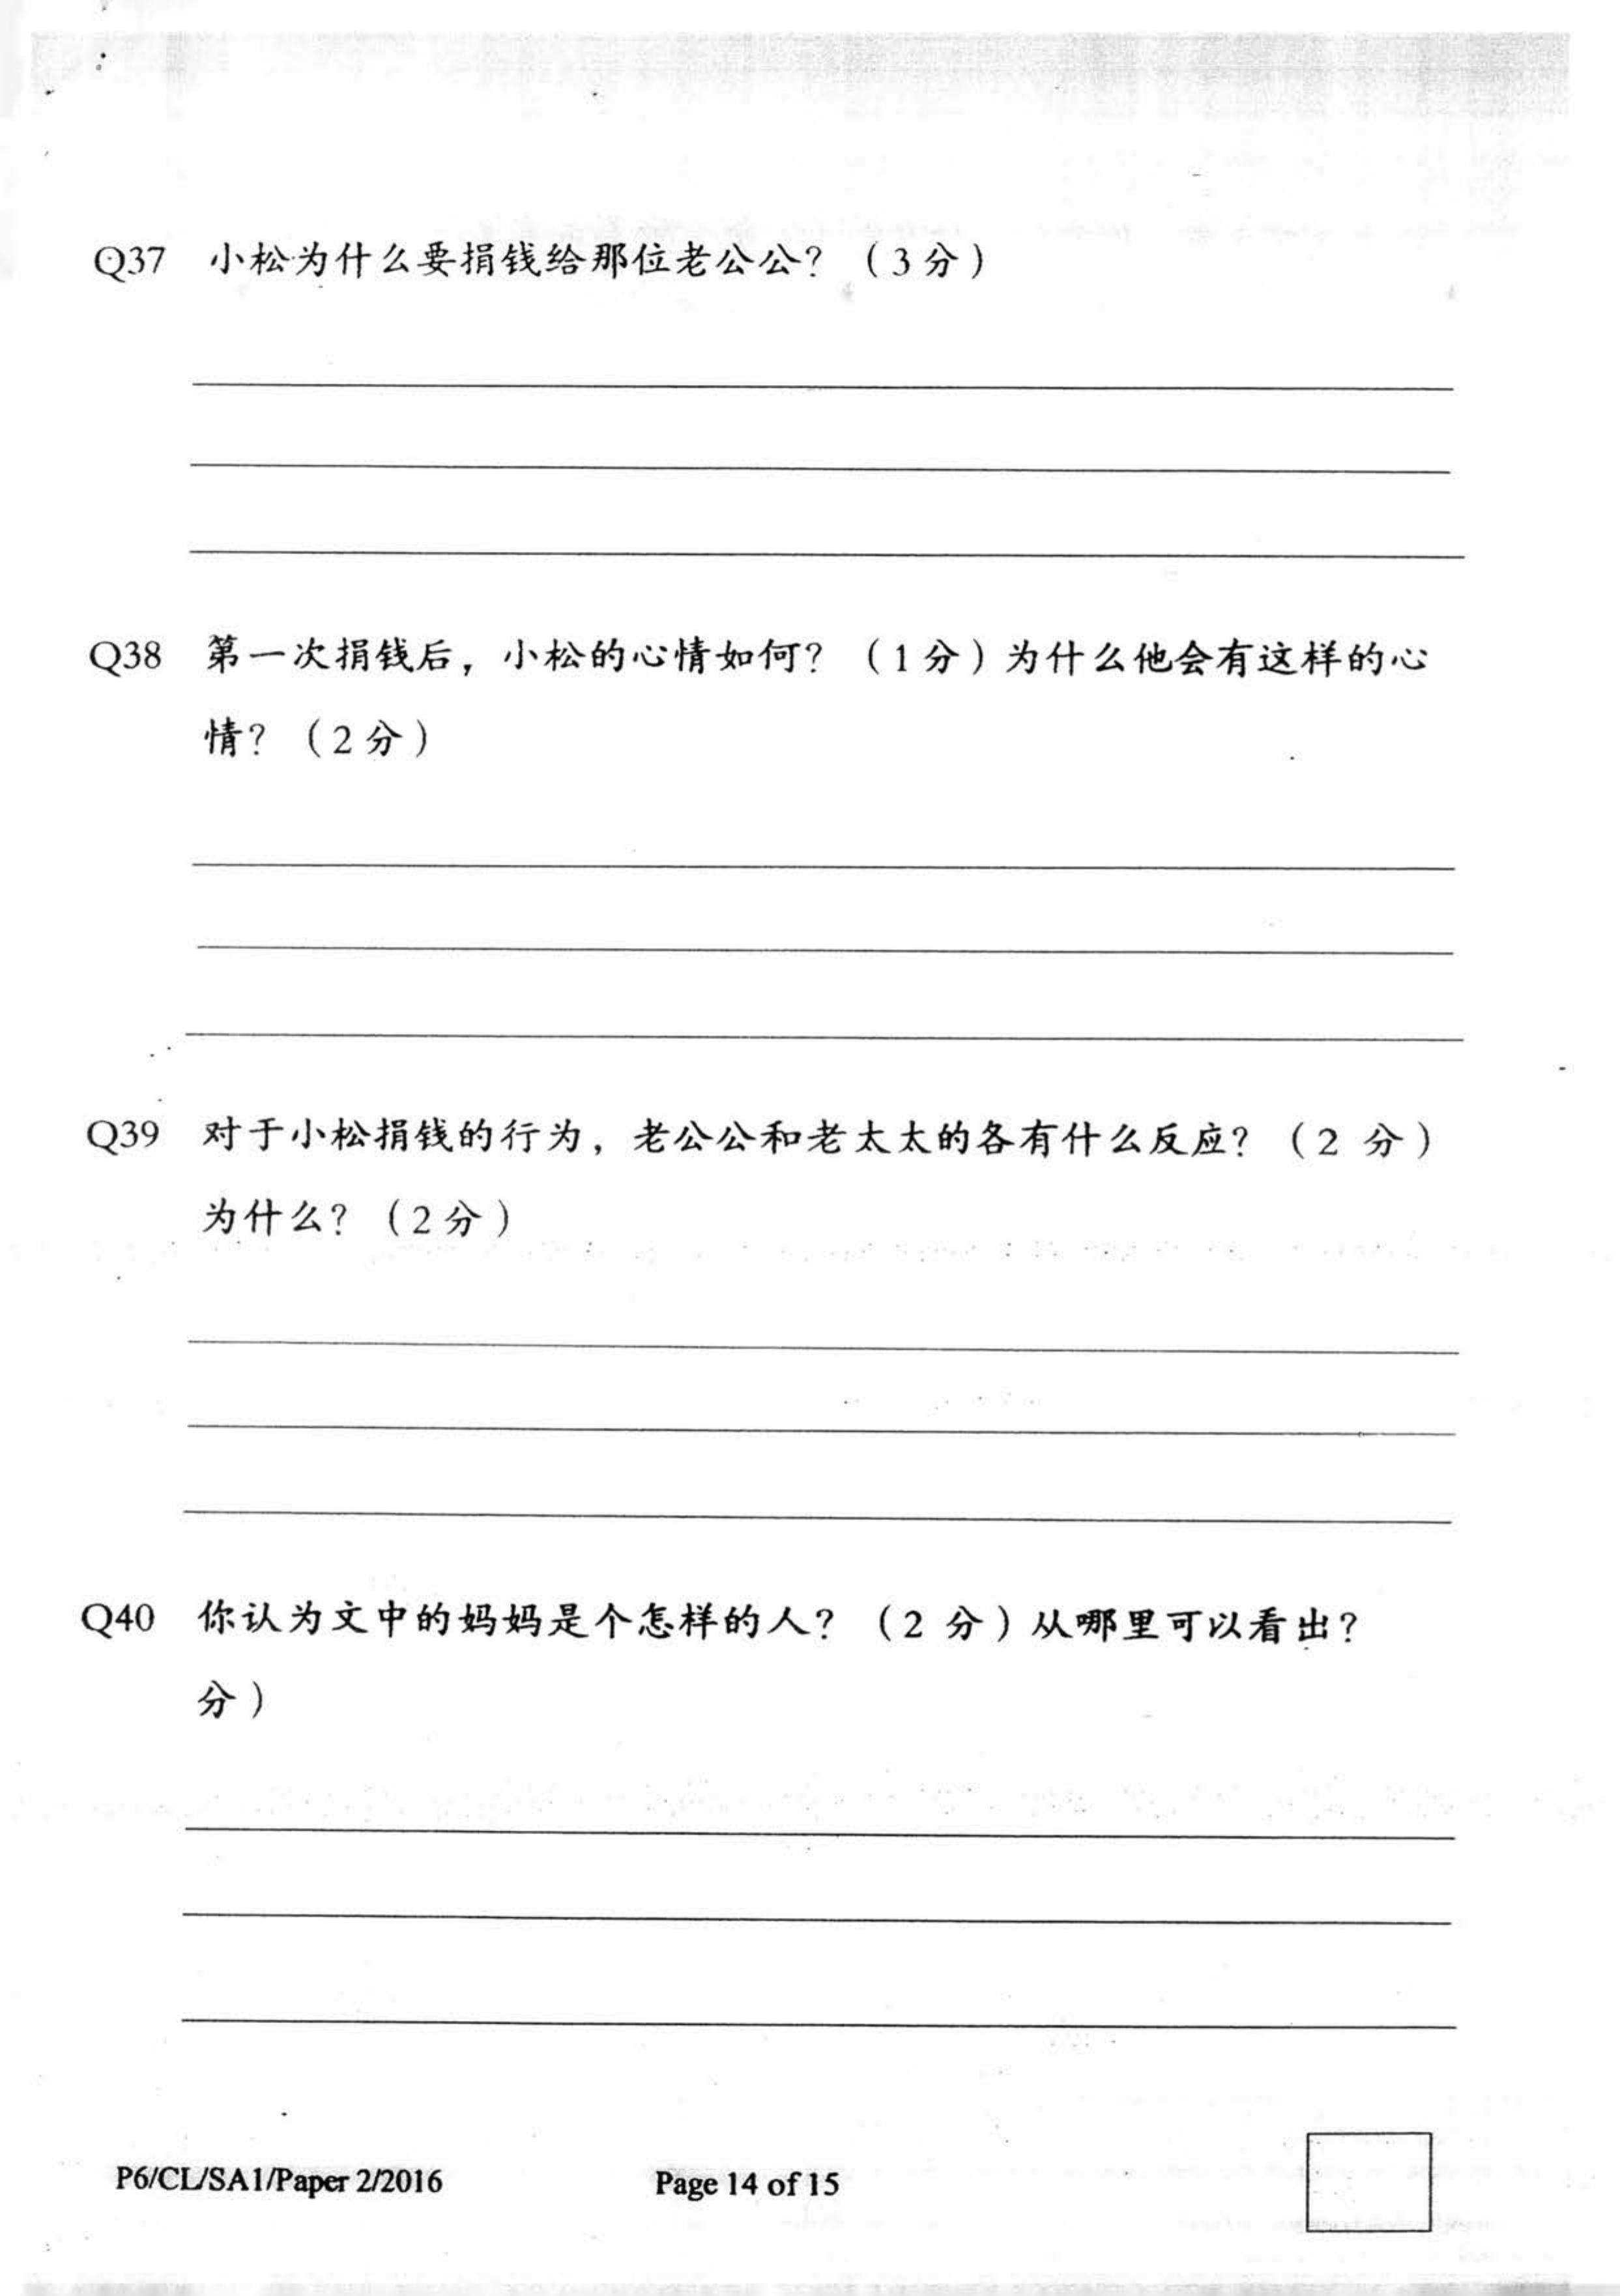 Q37 小松为什么要捐钱给那位老公公？（3分）
Q38 第一次捐钱后，小松的心情如何？（1分）为什么他会有这样的心
情？（2分）
Q39 对于小松捐钱的行为，老公公和老太太的各有什么反应？（2 分）
为什么？（2分）
Q40 你认为文中的妈妈是个怎样的人？（2 分）从哪里可以看出？
分）
P6/CL/SA1/Paper 2/2016 Page 14 of 15